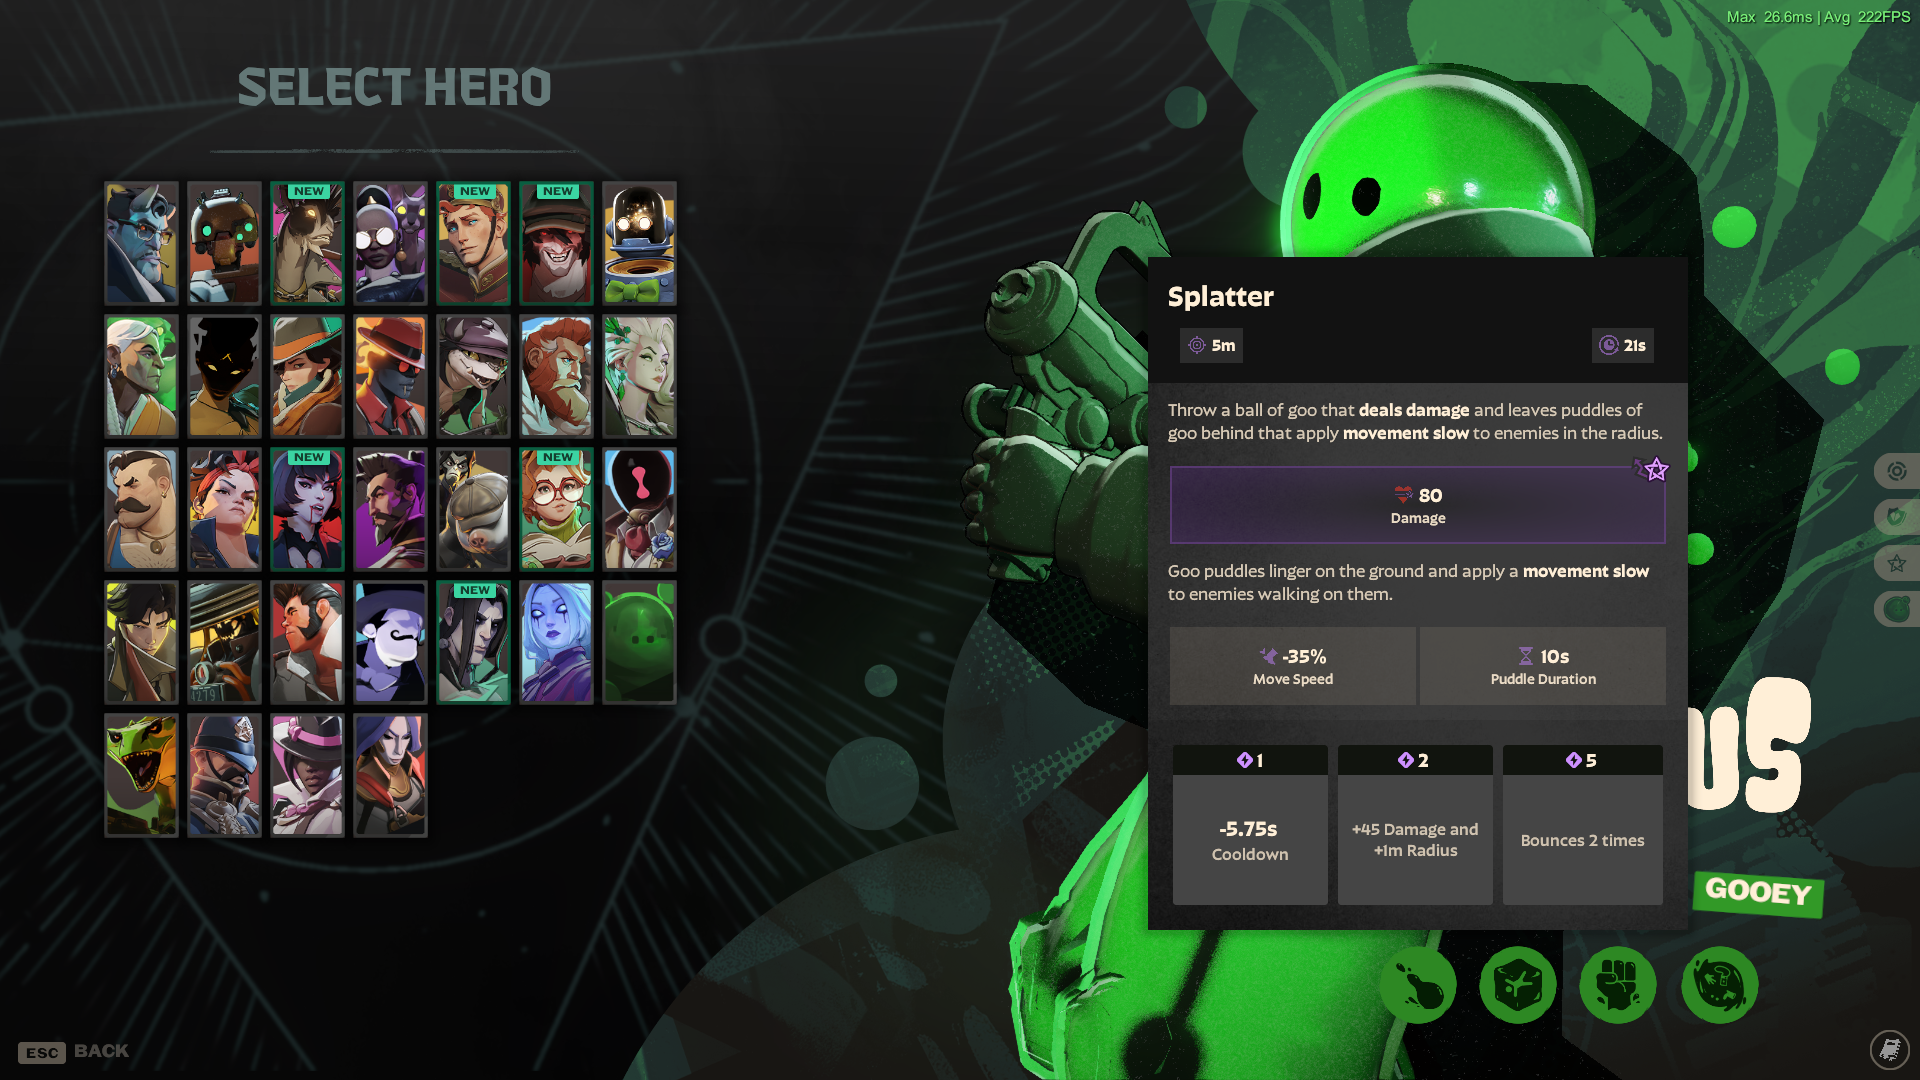 Max 26.6ms | Avg 222FPS
SELECT HERO
NEW
NEW
NEW
NEW
NEW
NEW
Splatter
5m
21s
Throw a ball of goo that deals damage and leaves puddles of
goo behind that apply movement slow to enemies in the radius.
80
Damage
Goo puddles linger on the ground and apply a movement slow
to enemies walking on them.
-35%
Move Speed
10s
Puddle Duration
1
2
5
-5.75s
Cooldown
+45 Damage and
+1m Radius
Bounces 2 times
US
GOOEY
ESC BACK